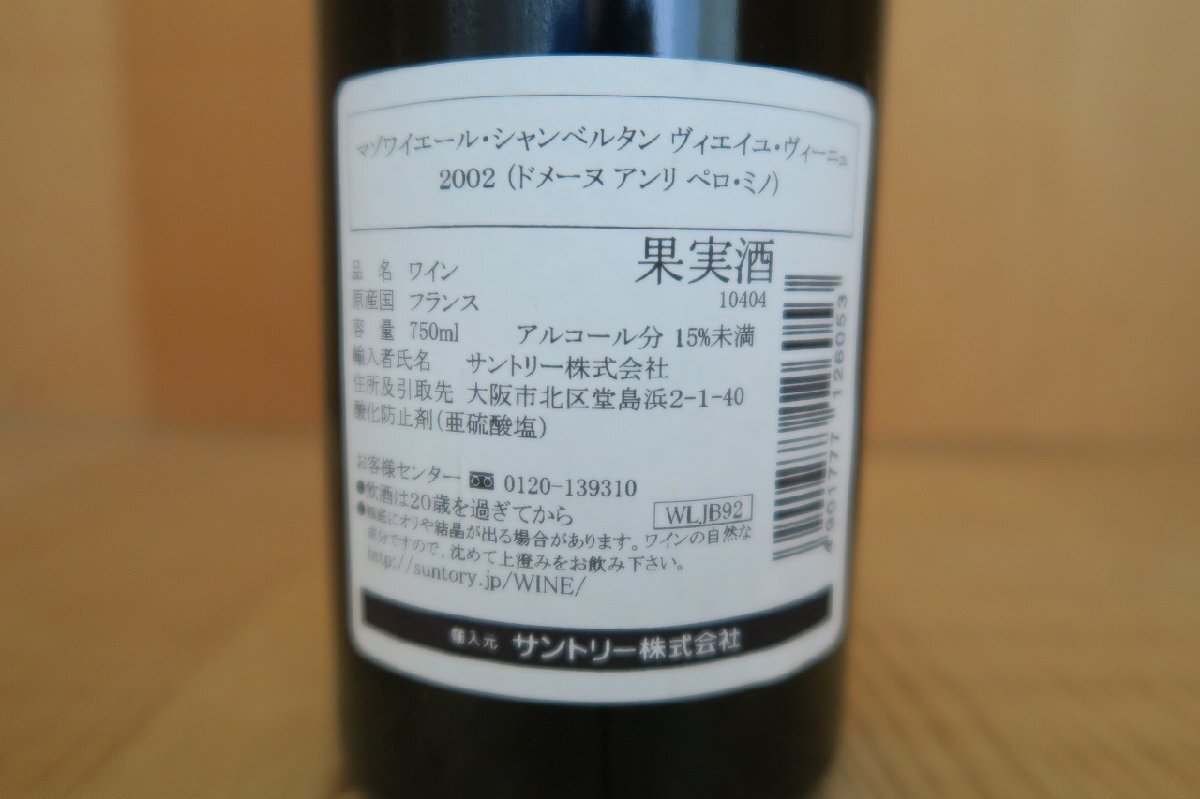 マゾワイエール・シャンベルタン ヴィエイユ・ヴィーニュ
2002 (ドメーヌ アンリ ペロ・ミノ)
果実酒
10404
品 名 ワイン
原産国 フランス
容 量 750ml アルコール分 15%未満
輸入者氏名 サントリー株式会社
住所及引取先 大阪市北区堂島浜2-1-40
酸化防止剤(亜硫酸塩)
お客様センター 0120-139310
●飲酒は20歳を過ぎてから
WLJB92
●瓶底にオリや結晶が出る場合があります。ワインの自然な
成分ですので、沈めて上澄みをお飲み下さい。
http://suntory.jp/WINE/
輸入元 サントリー株式会社
4901777 126053